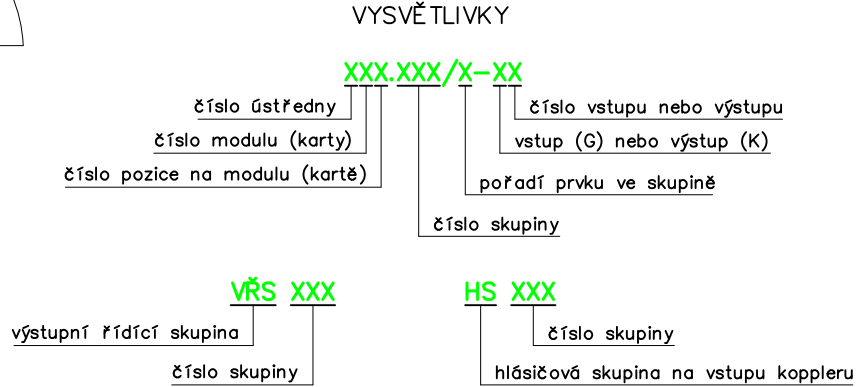 VYSVĚTLIVKY
XXX.XXX/X-XX
číslo ústředny
číslo vstupu nebo výstupu
číslo modulu (karty)
vstup (G) nebo výstup (K)
číslo pozice na modulu (kartě)
pořadí prvku ve skupině
číslo skupiny
VŘS XXX
HS XXX
výstupní řídící skupina
číslo skupiny
číslo skupiny
hlásičová skupina na vstupu koppleru